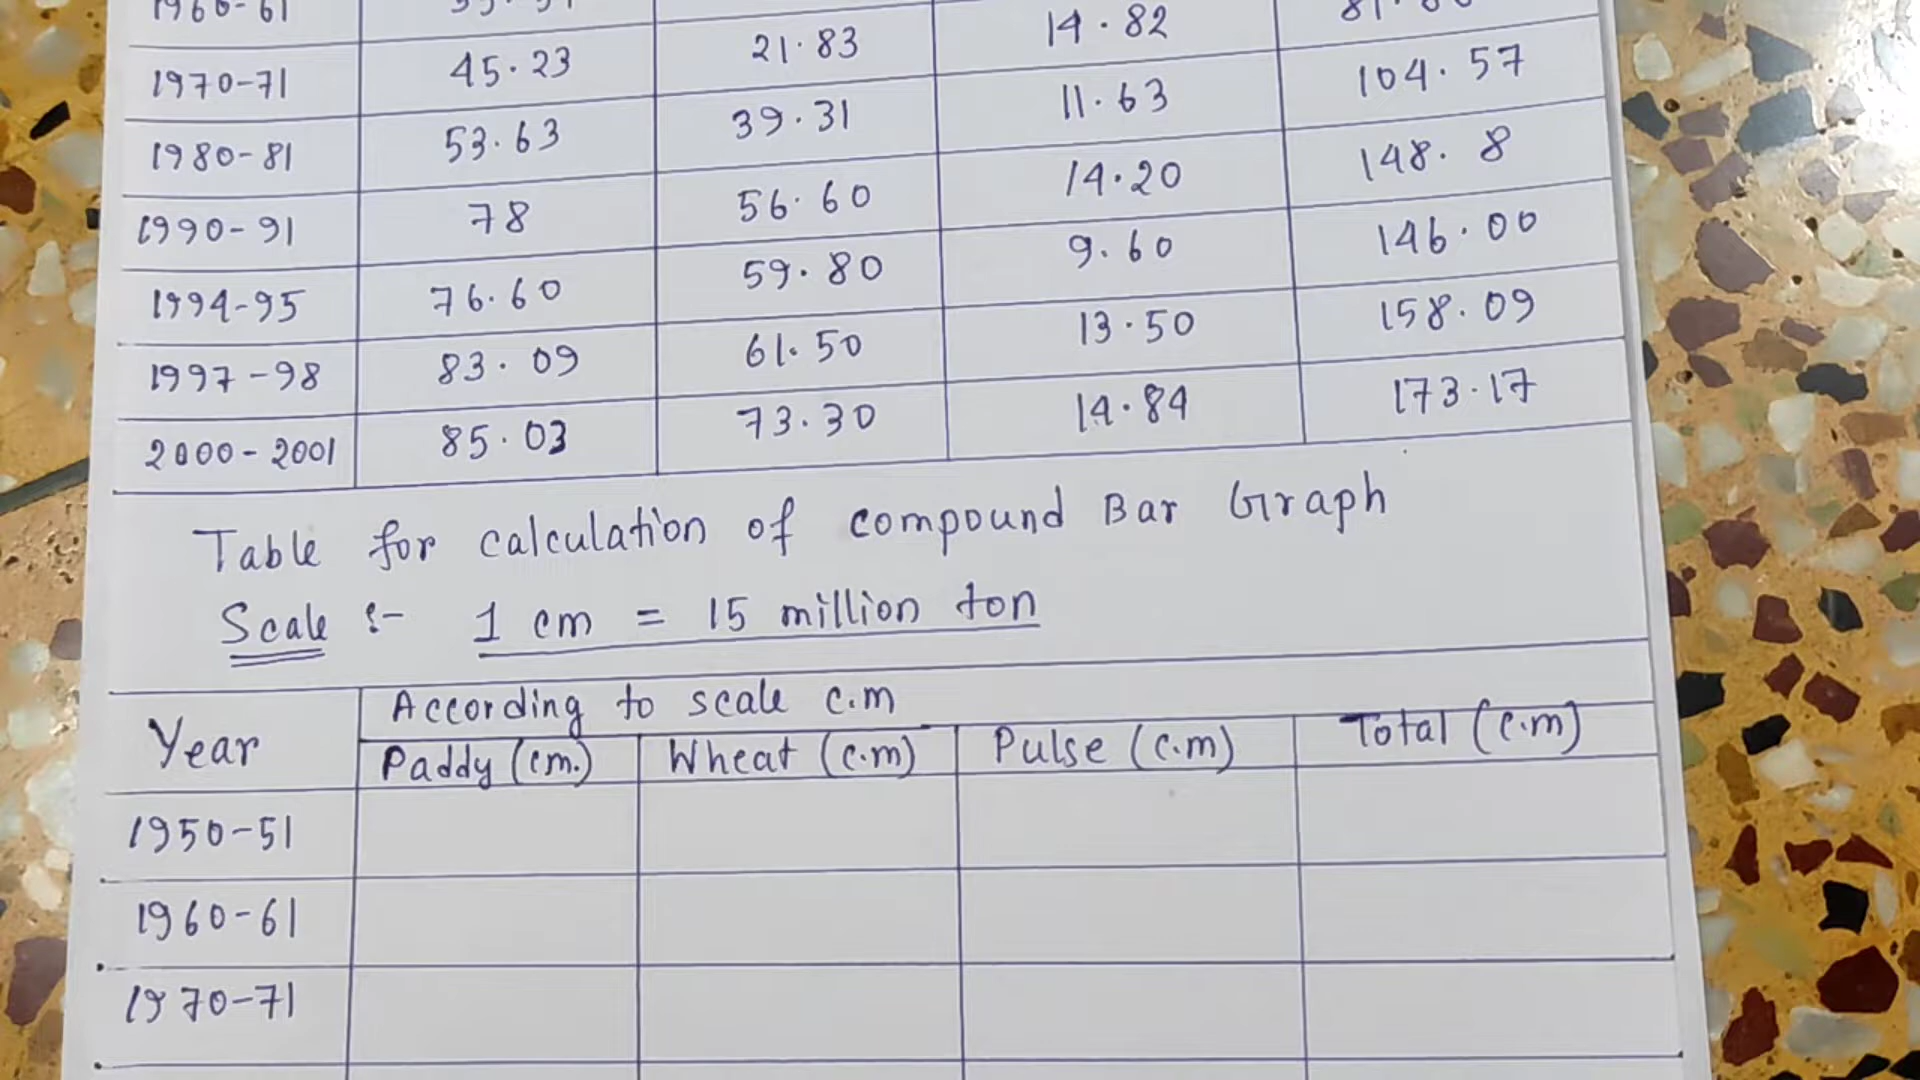 1960-61
1970-71 45.23 21.83 14.82 81.88
1980-81 53.63 39.31 11.63 104.57
1990-91 78 56.60 14.20 148.8
1994-95 76.60 59.80 9.60 146.00
1997-98 83.09 61.50 13.50 158.09
2000-2001 85.03 73.30 14.84 173.17
Table for calculation of compound Bar Graph
Scale :- 1 cm = 15 million ton
According to scale c.m
Year Paddy (cm.) Wheat (c.m) Pulse (c.m) Total (c.m)
1950-51
1960-61
1970-71